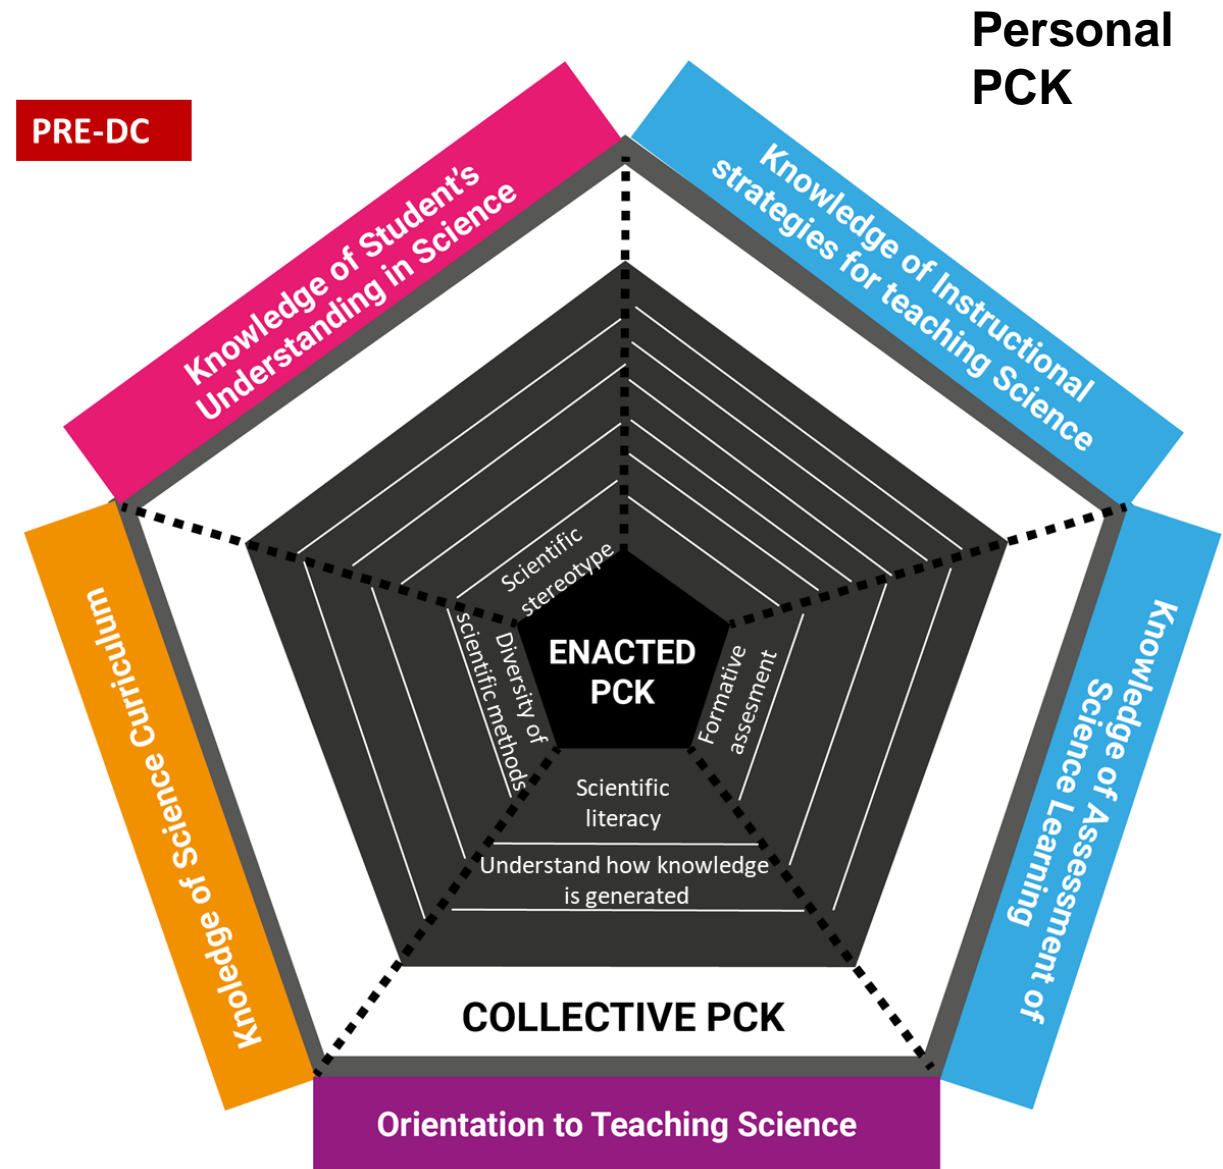 Personal
PCK
PRE-DC
Knowledge of Student's
Understanding in Science
Knowledge of Instructional
strategies for teaching Science
Scientific
stereotype
Diversity of
scientific methods
ENACTED
PCK
Formative
assesment
Scientific
literacy
Understand how knowledge
is generated
Knoledge of Science Curriculum
Knowledge of Assessment of
Science Learning
COLLECTIVE PCK
Orientation to Teaching Science